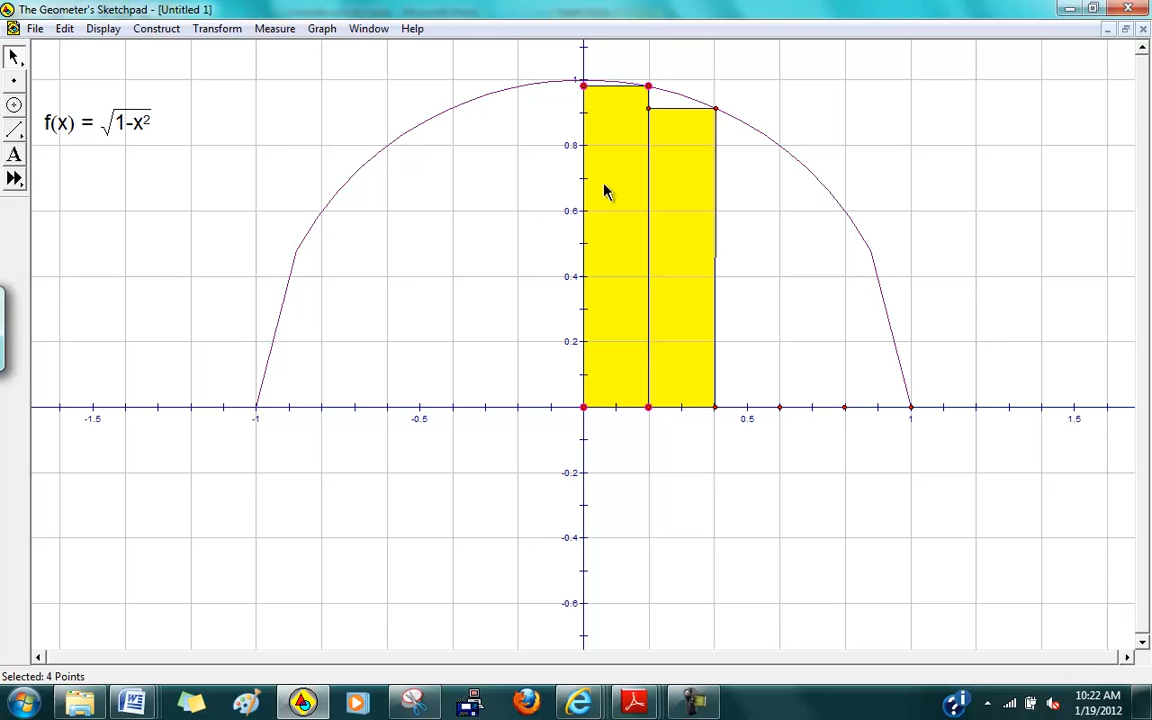 The Geometer's Sketchpad - [Untitled 1]
File Edit Display Construct Transform Measure Graph Window Help
f(x) = √1-x²
1
0.8
0.6
0.4
0.2
-1.5 -1 -0.5 0.5 1 1.5
-0.2
-0.4
-0.6
A
Selected: 4 Points
10:22 AM
1/19/2012